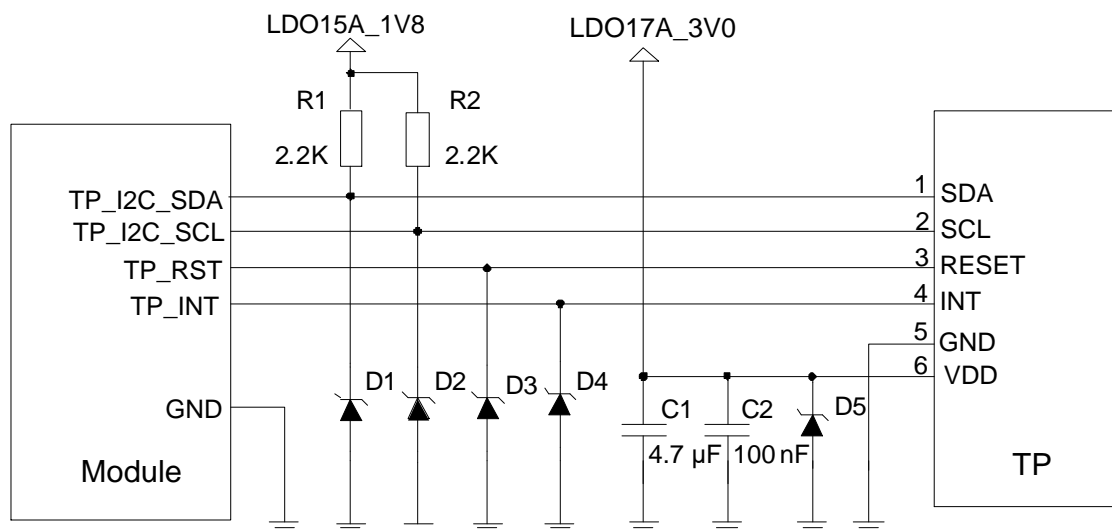 LDO15A_1V8
LDO17A_3V0
R1
R2
2.2K
2.2K
TP_I2C_SDA
TP_I2C_SCL
TP_RST
TP_INT
GND
Module
1
SDA
2
SCL
3
RESET
4
INT
5
GND
6
VDD
D1
D2
D3
D4
C1
C2
D5
4.7 µF
100 nF
TP